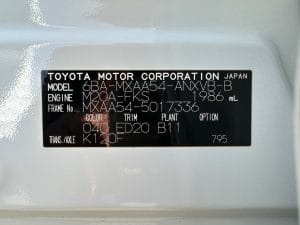 TOYOTA MOTOR CORPORATION JAPAN
MODEL 6BA-MXAA54-ANXVB-B
ENGINE M20A-FKS 1986 mL
FRAME No. MXAA54-5017336
COLOR TRIM PLANT OPTION
040 ED20 B11
TRANS./AXLE K120F 795